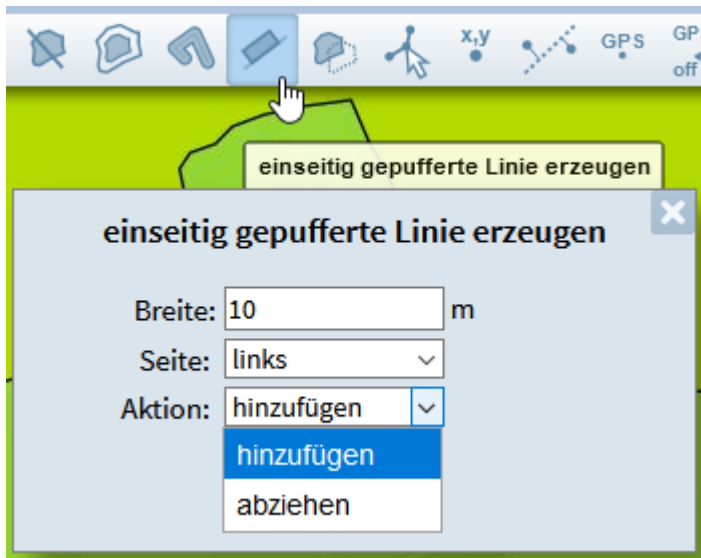 x,y
GPS
GP
off
einseitig gepufferte Linie erzeugen
einseitig gepufferte Linie erzeugen
Breite: 10 m
Seite: links
Aktion: hinzufügen
hinzufügen
abziehen